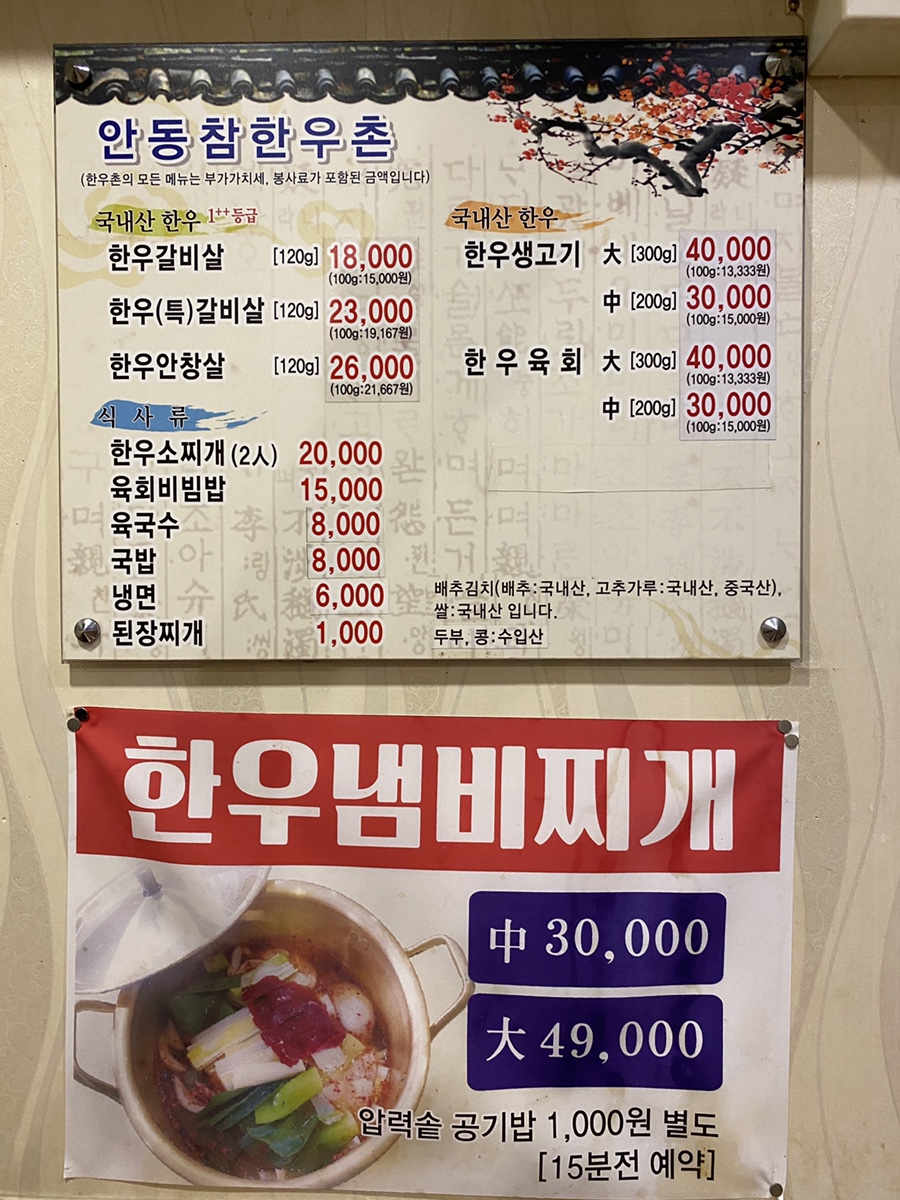 안동참한우촌
(한우촌의 모든 메뉴는 부가가치세, 봉사료가 포함된 금액입니다)
국내산 한우 1++등급
한우갈비살 [120g] 18,000
(100g:15,000원)
한우(특)갈비살 [120g] 23,000
(100g:19,167원)
한우안창살 [120g] 26,000
(100g:21,667원)
식 사 류
한우소찌개 (2人) 20,000
육회비빔밥 15,000
육국수 8,000
국밥 8,000
냉면 6,000
된장찌개 1,000
국내산 한우
한우생고기 大 [300g] 40,000
(100g:13,333원)
中 [200g] 30,000
(100g:15,000원)
한 우 육 회 大 [300g] 40,000
(100g:13,333원)
中 [200g] 30,000
(100g:15,000원)
배추김치(배추:국내산, 고추가루:국내산, 중국산),
쌀:국내산 입니다.
두부, 콩:수입산
한우냄비찌개
中 30,000
大 49,000
압력솥 공기밥 1,000원 별도
[15분전 예약]